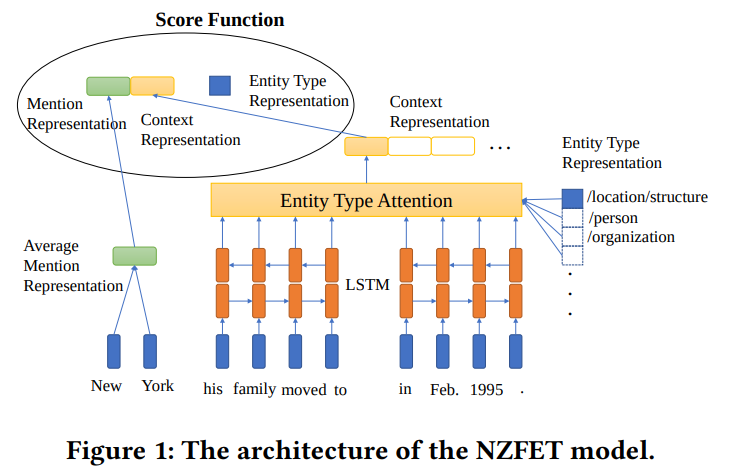 Score Function
Mention
Representation
Context
Representation
Entity Type
Representation
Context
Representation
...
Entity Type
Representation
Entity Type Attention
/location/structure
/person
/organization
.
.
.
Average
Mention
Representation
LSTM
New York his family moved to in Feb. 1995 .
Figure 1: The architecture of the NZFET model.